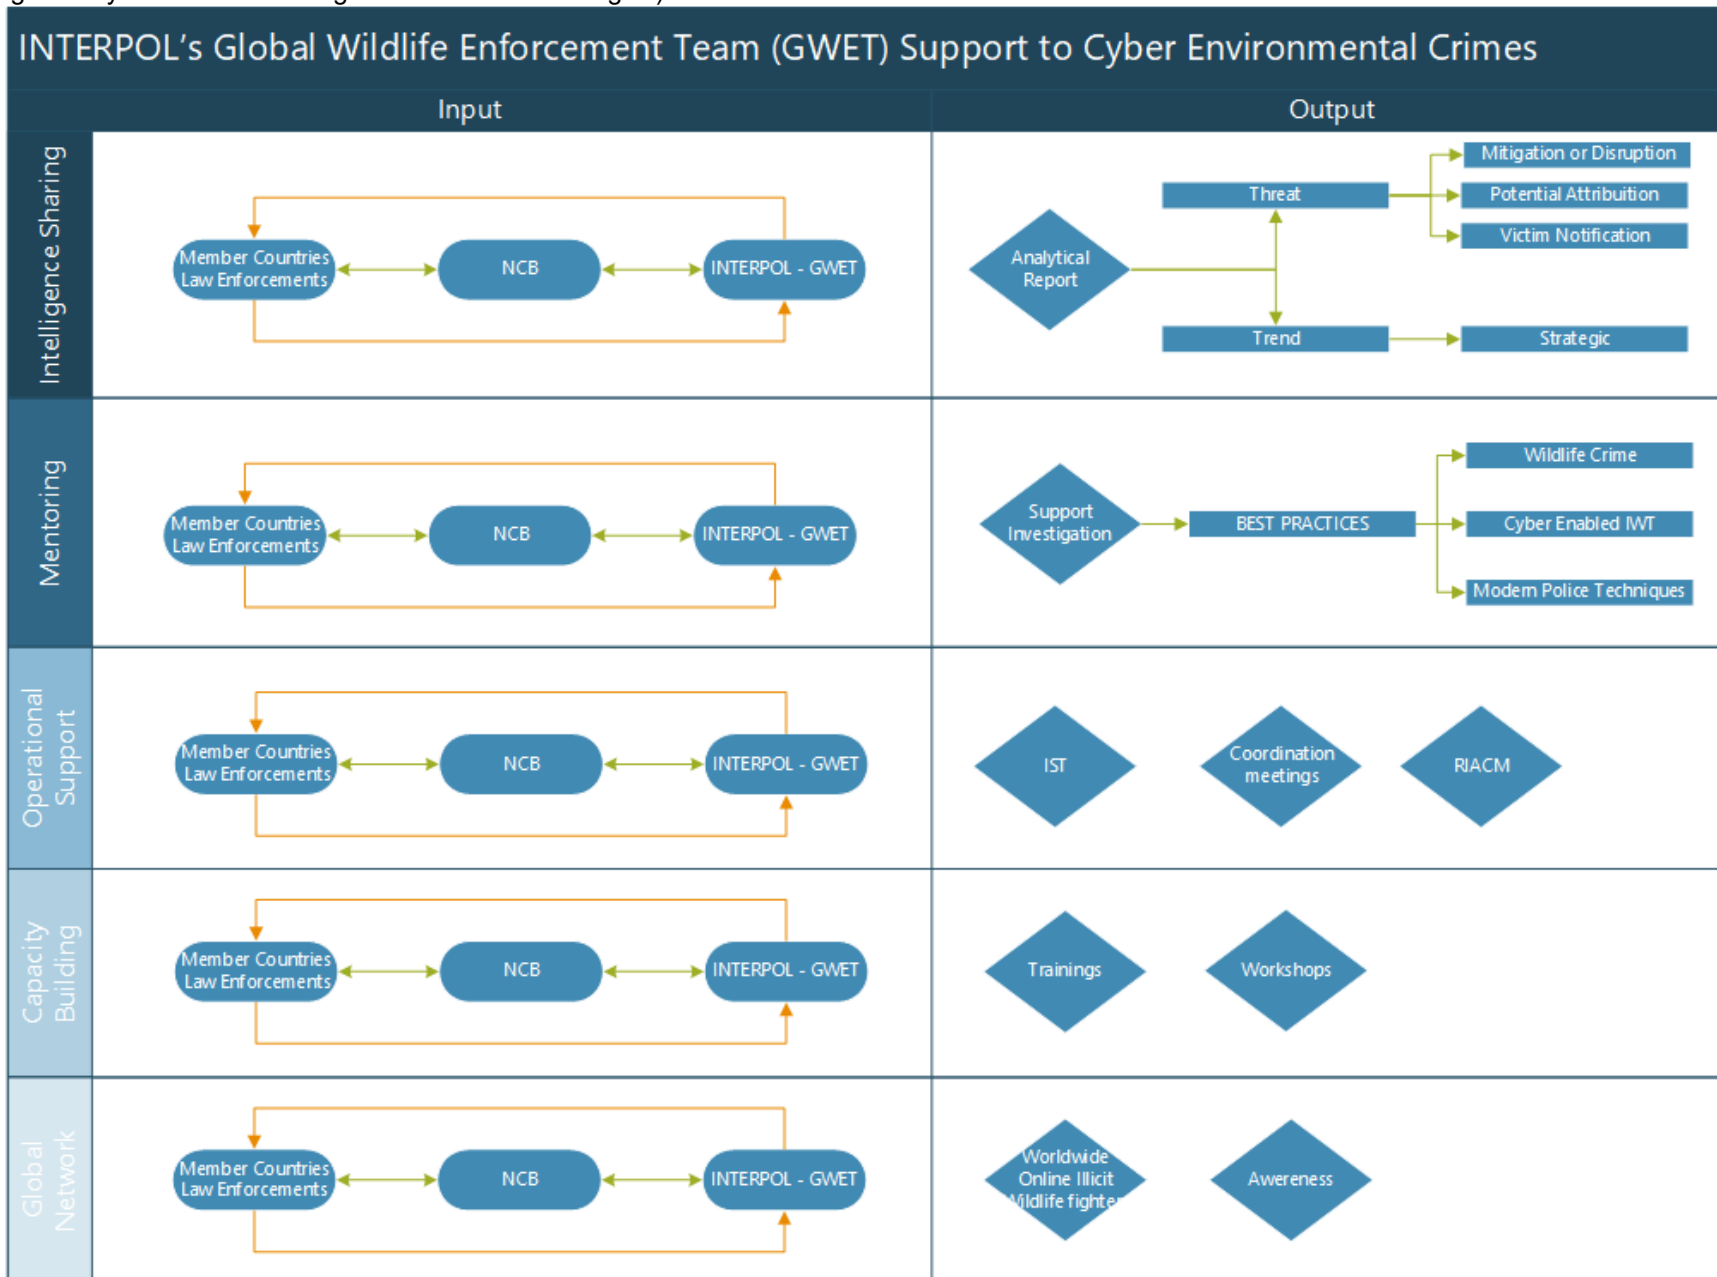 INTERPOL's Global Wildlife Enforcement Team (GWET) Support to Cyber Environmental Crimes
Input
Output
Intelligence Sharing
Member Countries
Law Enforcements
NCB
INTERPOL - GWET
Analytical
Report
Threat
Mitigation or Disruption
Potential Attribuition
Victim Notification
Trend
Strategic
Mentoring
Member Countries
Law Enforcements
NCB
INTERPOL - GWET
Support
Investigation
BEST PRACTICES
Wildlife Crime
Cyber Enabled IWT
Modern Police Techniques
Operational
Support
Member Countries
Law Enforcements
NCB
INTERPOL - GWET
IST
Coordination
meetings
RIACM
Capacity
Building
Member Countries
Law Enforcements
NCB
INTERPOL - GWET
Trainings
Workshops
Global
Network
Member Countries
Law Enforcements
NCB
INTERPOL - GWET
Worldwide
Online Illicit
Wildlife fighter
Awereness